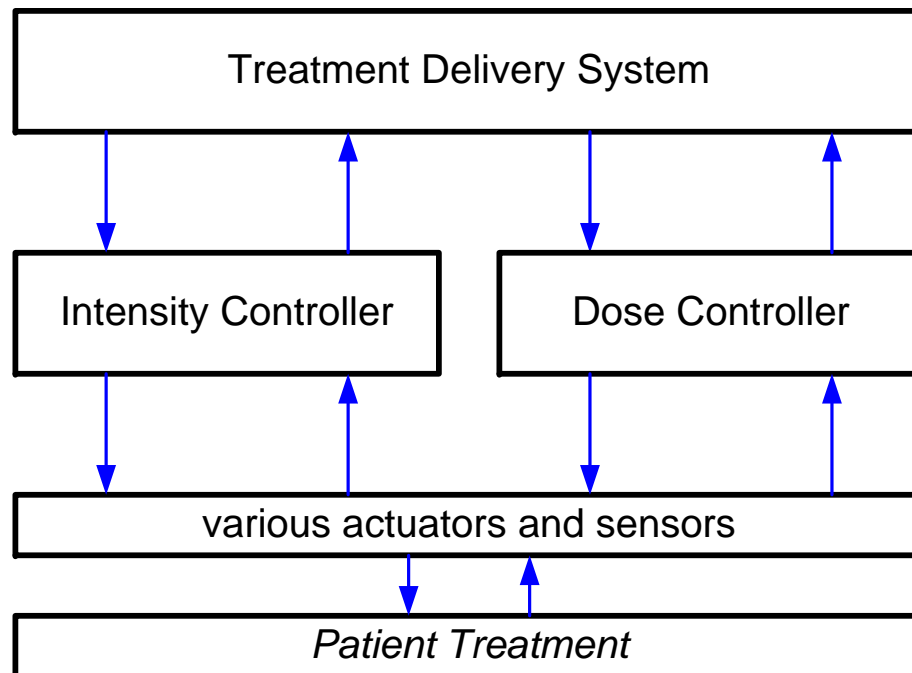 Treatment Delivery System
Intensity Controller
Dose Controller
various actuators and sensors
Patient Treatment